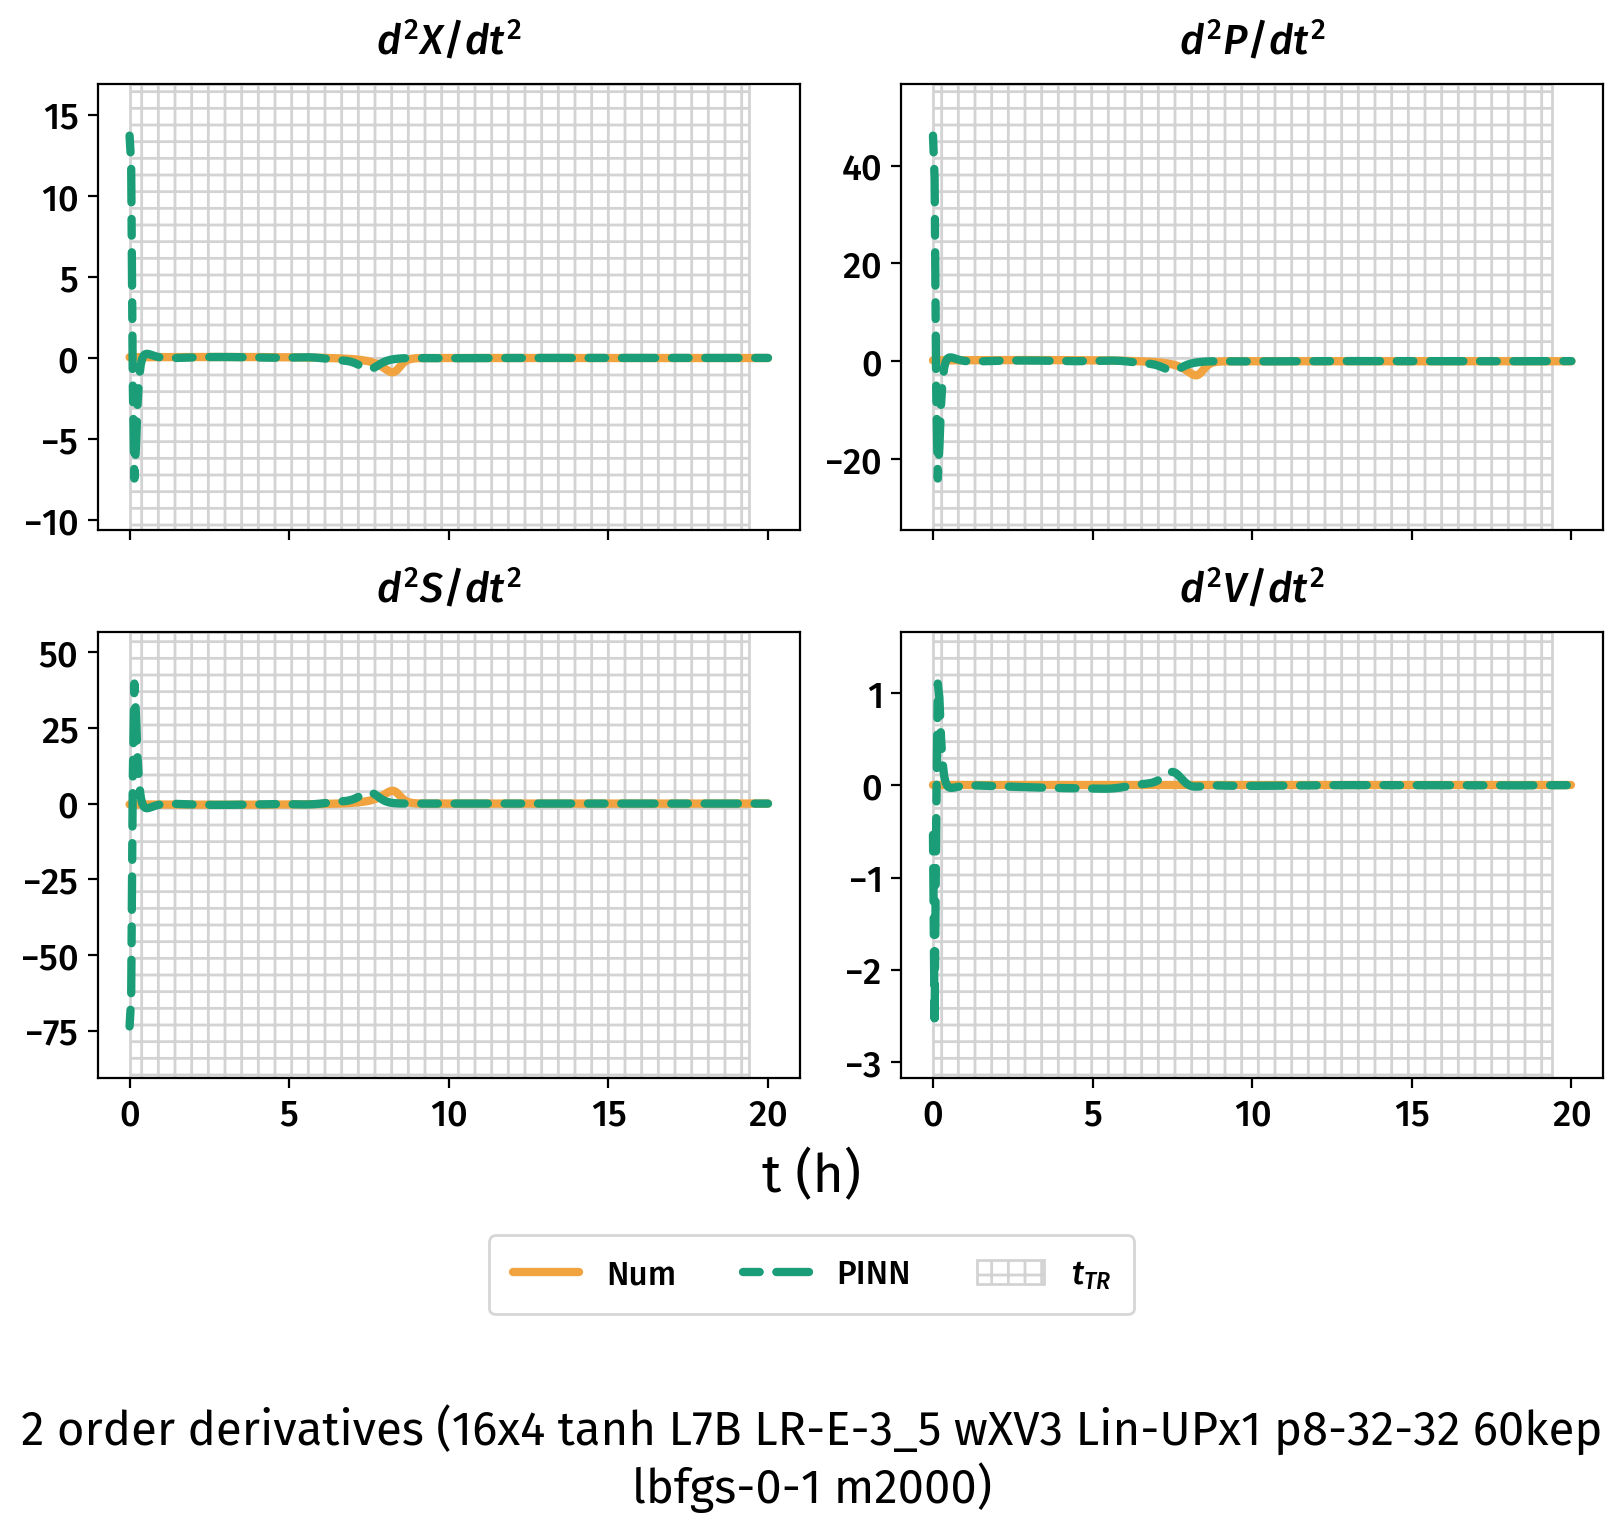 d²X/dt²
d²P/dt²
15
10
5
0
−5
−10
40
20
0
−20
d²S/dt²
d²V/dt²
50
25
0
−25
−50
−75
0 5 10 15 20
1
0
−1
−2
−3
0 5 10 15 20
t (h)
Num PINN t_TR
2 order derivatives (16x4 tanh L7B LR-E-3_5 wXV3 Lin-UPx1 p8-32-32 60kep
lbfgs-0-1 m2000)